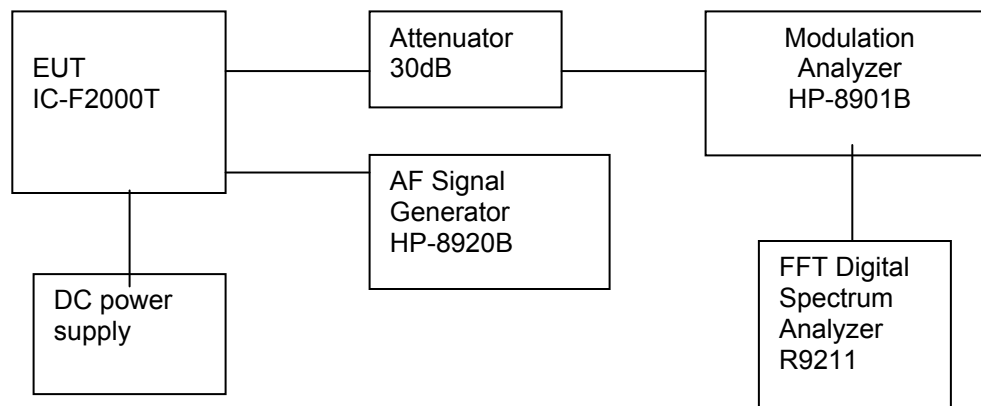 EUT
IC-F2000T
Attenuator
30dB
Modulation
Analyzer
HP-8901B
AF Signal
Generator
HP-8920B
DC power
supply
FFT Digital
Spectrum
Analyzer
R9211